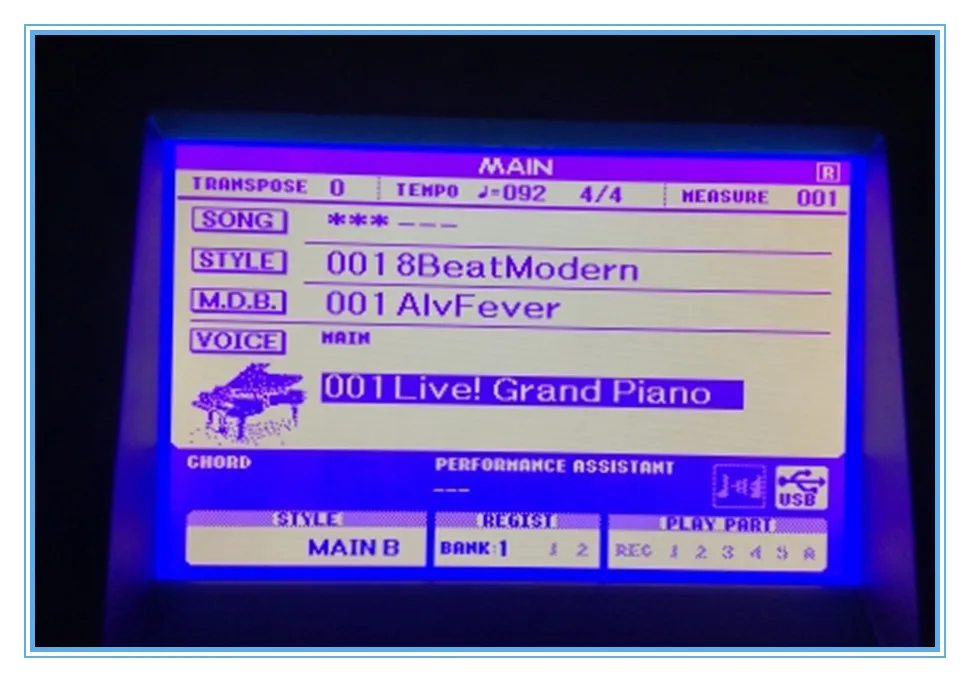 MAIN
R
TRANSPOSE 0 TEMPO ♩=092 4/4 MEASURE 001
SONG ***---
STYLE 001 8BeatModern
M.D.B. 001 AlvFever
VOICE MAIN
001 Live! Grand Piano
CHORD PERFORMANCE ASSISTANT
---
USB
STYLE REGIST PLAY PART
MAIN B BANK:1 1 2 REC 1 2 3 4 5 A